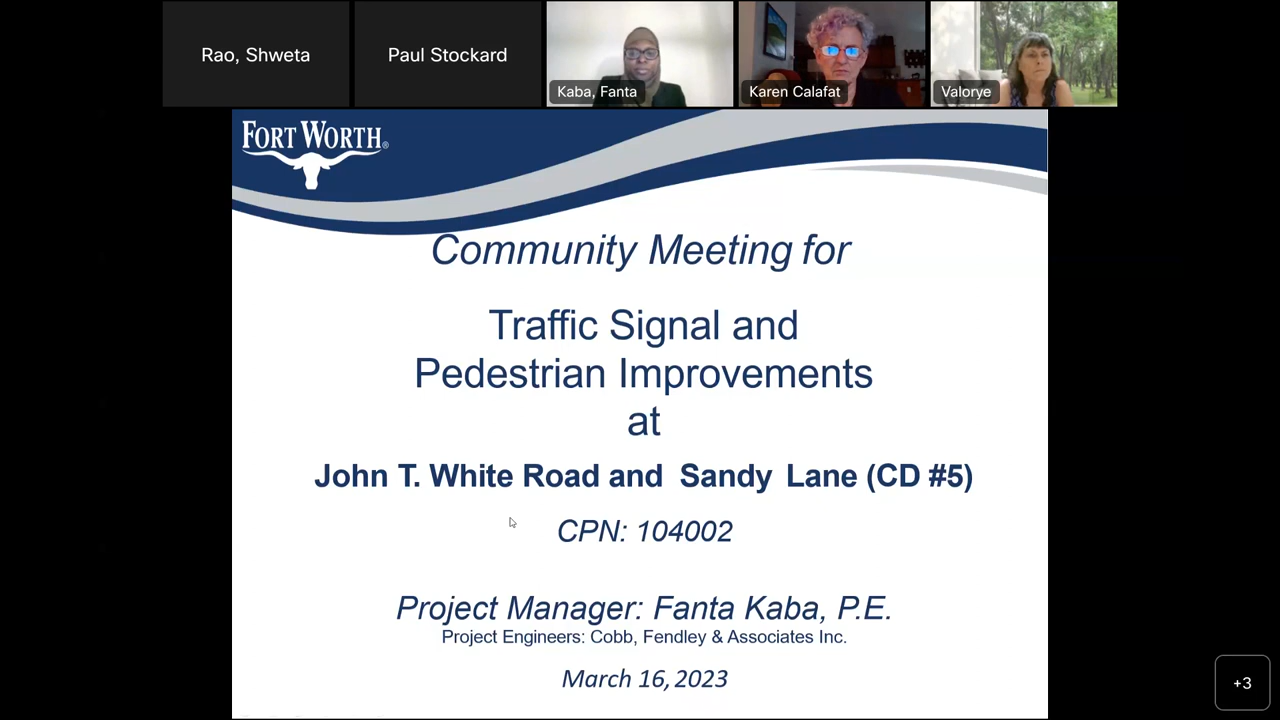 Rao, Shweta
Paul Stockard
Kaba, Fanta
Karen Calafat
Valorye
FORT WORTH®
Community Meeting for
Traffic Signal and
Pedestrian Improvements
at
John T. White Road and Sandy Lane (CD #5)
CPN: 104002
Project Manager: Fanta Kaba, P.E.
Project Engineers: Cobb, Fendley & Associates Inc.
March 16, 2023
+3